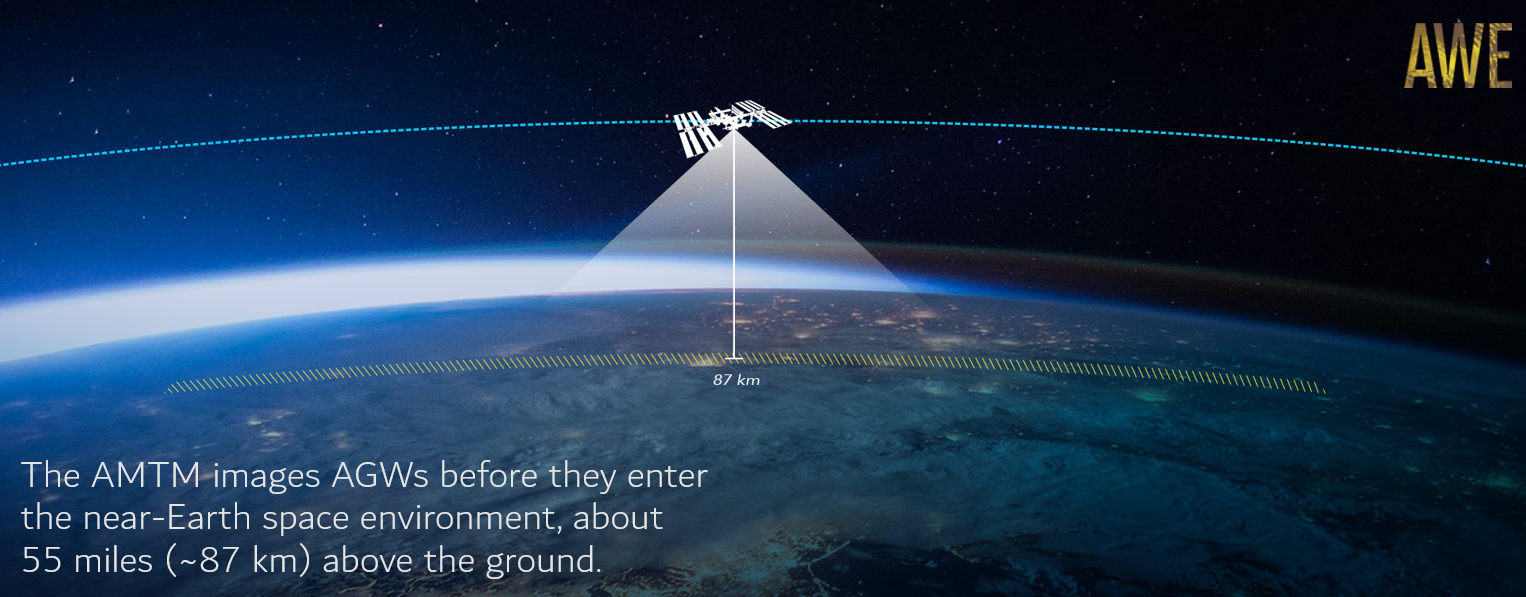 AWE
87 km
The AMTM images AGWs before they enter
the near-Earth space environment, about
55 miles (~87 km) above the ground.